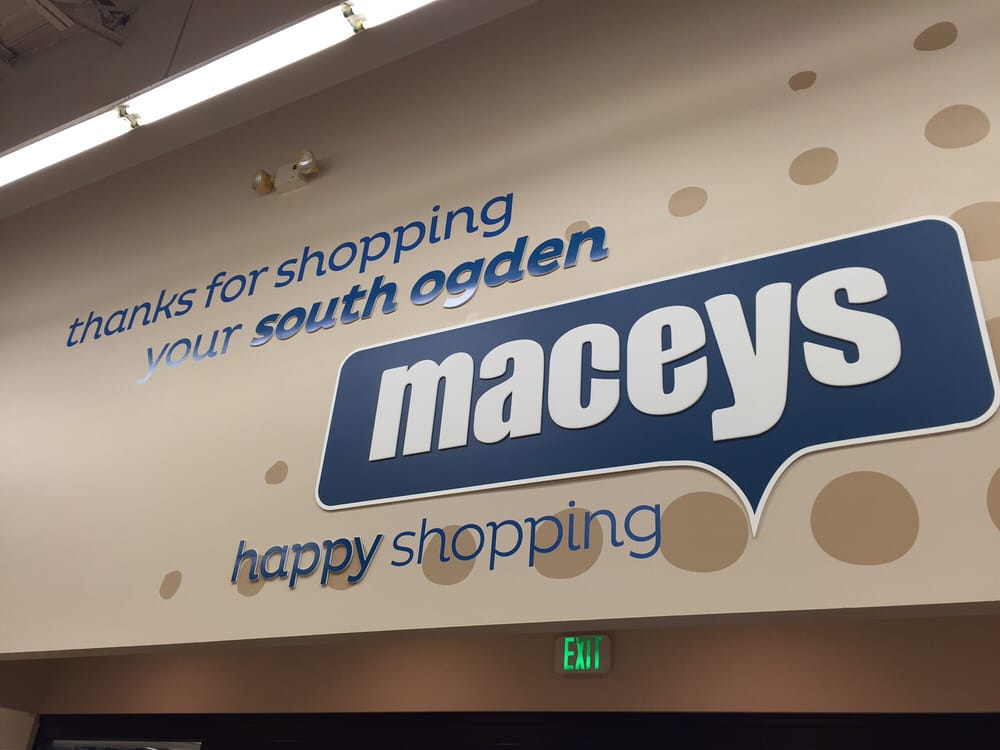 thanks for shopping
your south ogden
maceys
happy shopping
EXIT